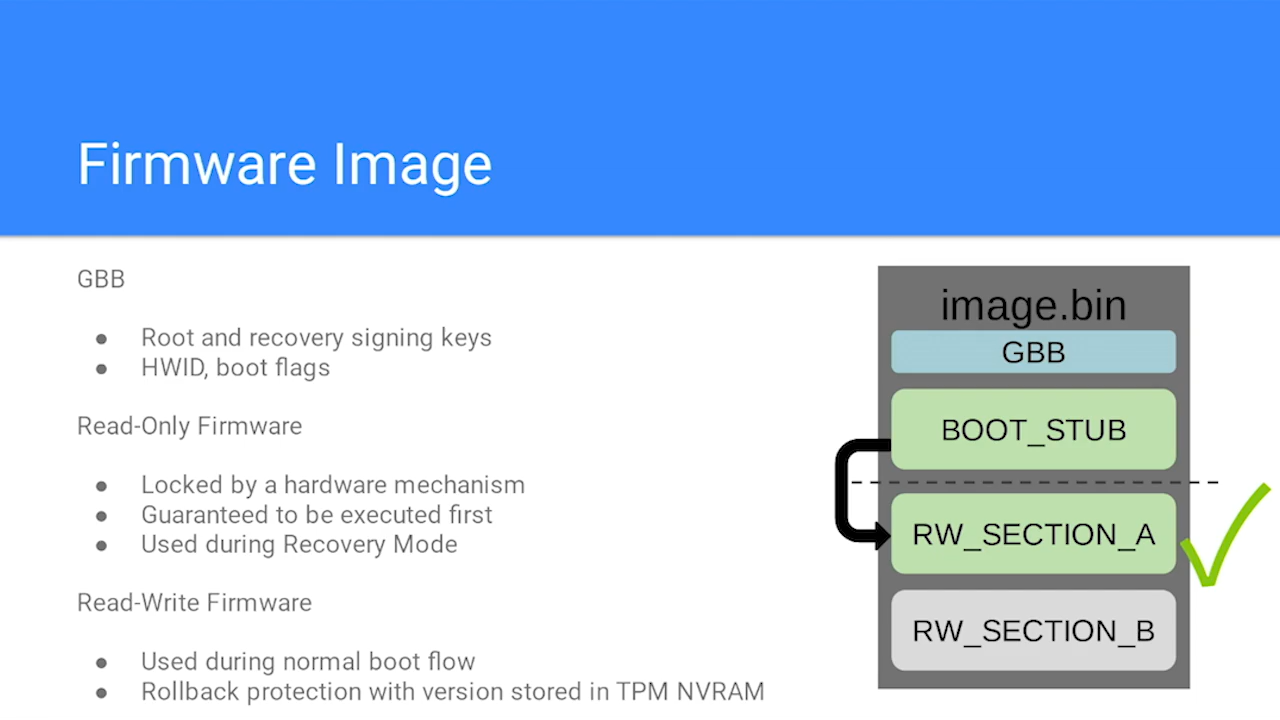 Firmware Image
GBB
● Root and recovery signing keys
● HWID, boot flags
Read-Only Firmware
● Locked by a hardware mechanism
● Guaranteed to be executed first
● Used during Recovery Mode
Read-Write Firmware
● Used during normal boot flow
● Rollback protection with version stored in TPM NVRAM
image.bin
GBB
BOOT_STUB
RW_SECTION_A
RW_SECTION_B